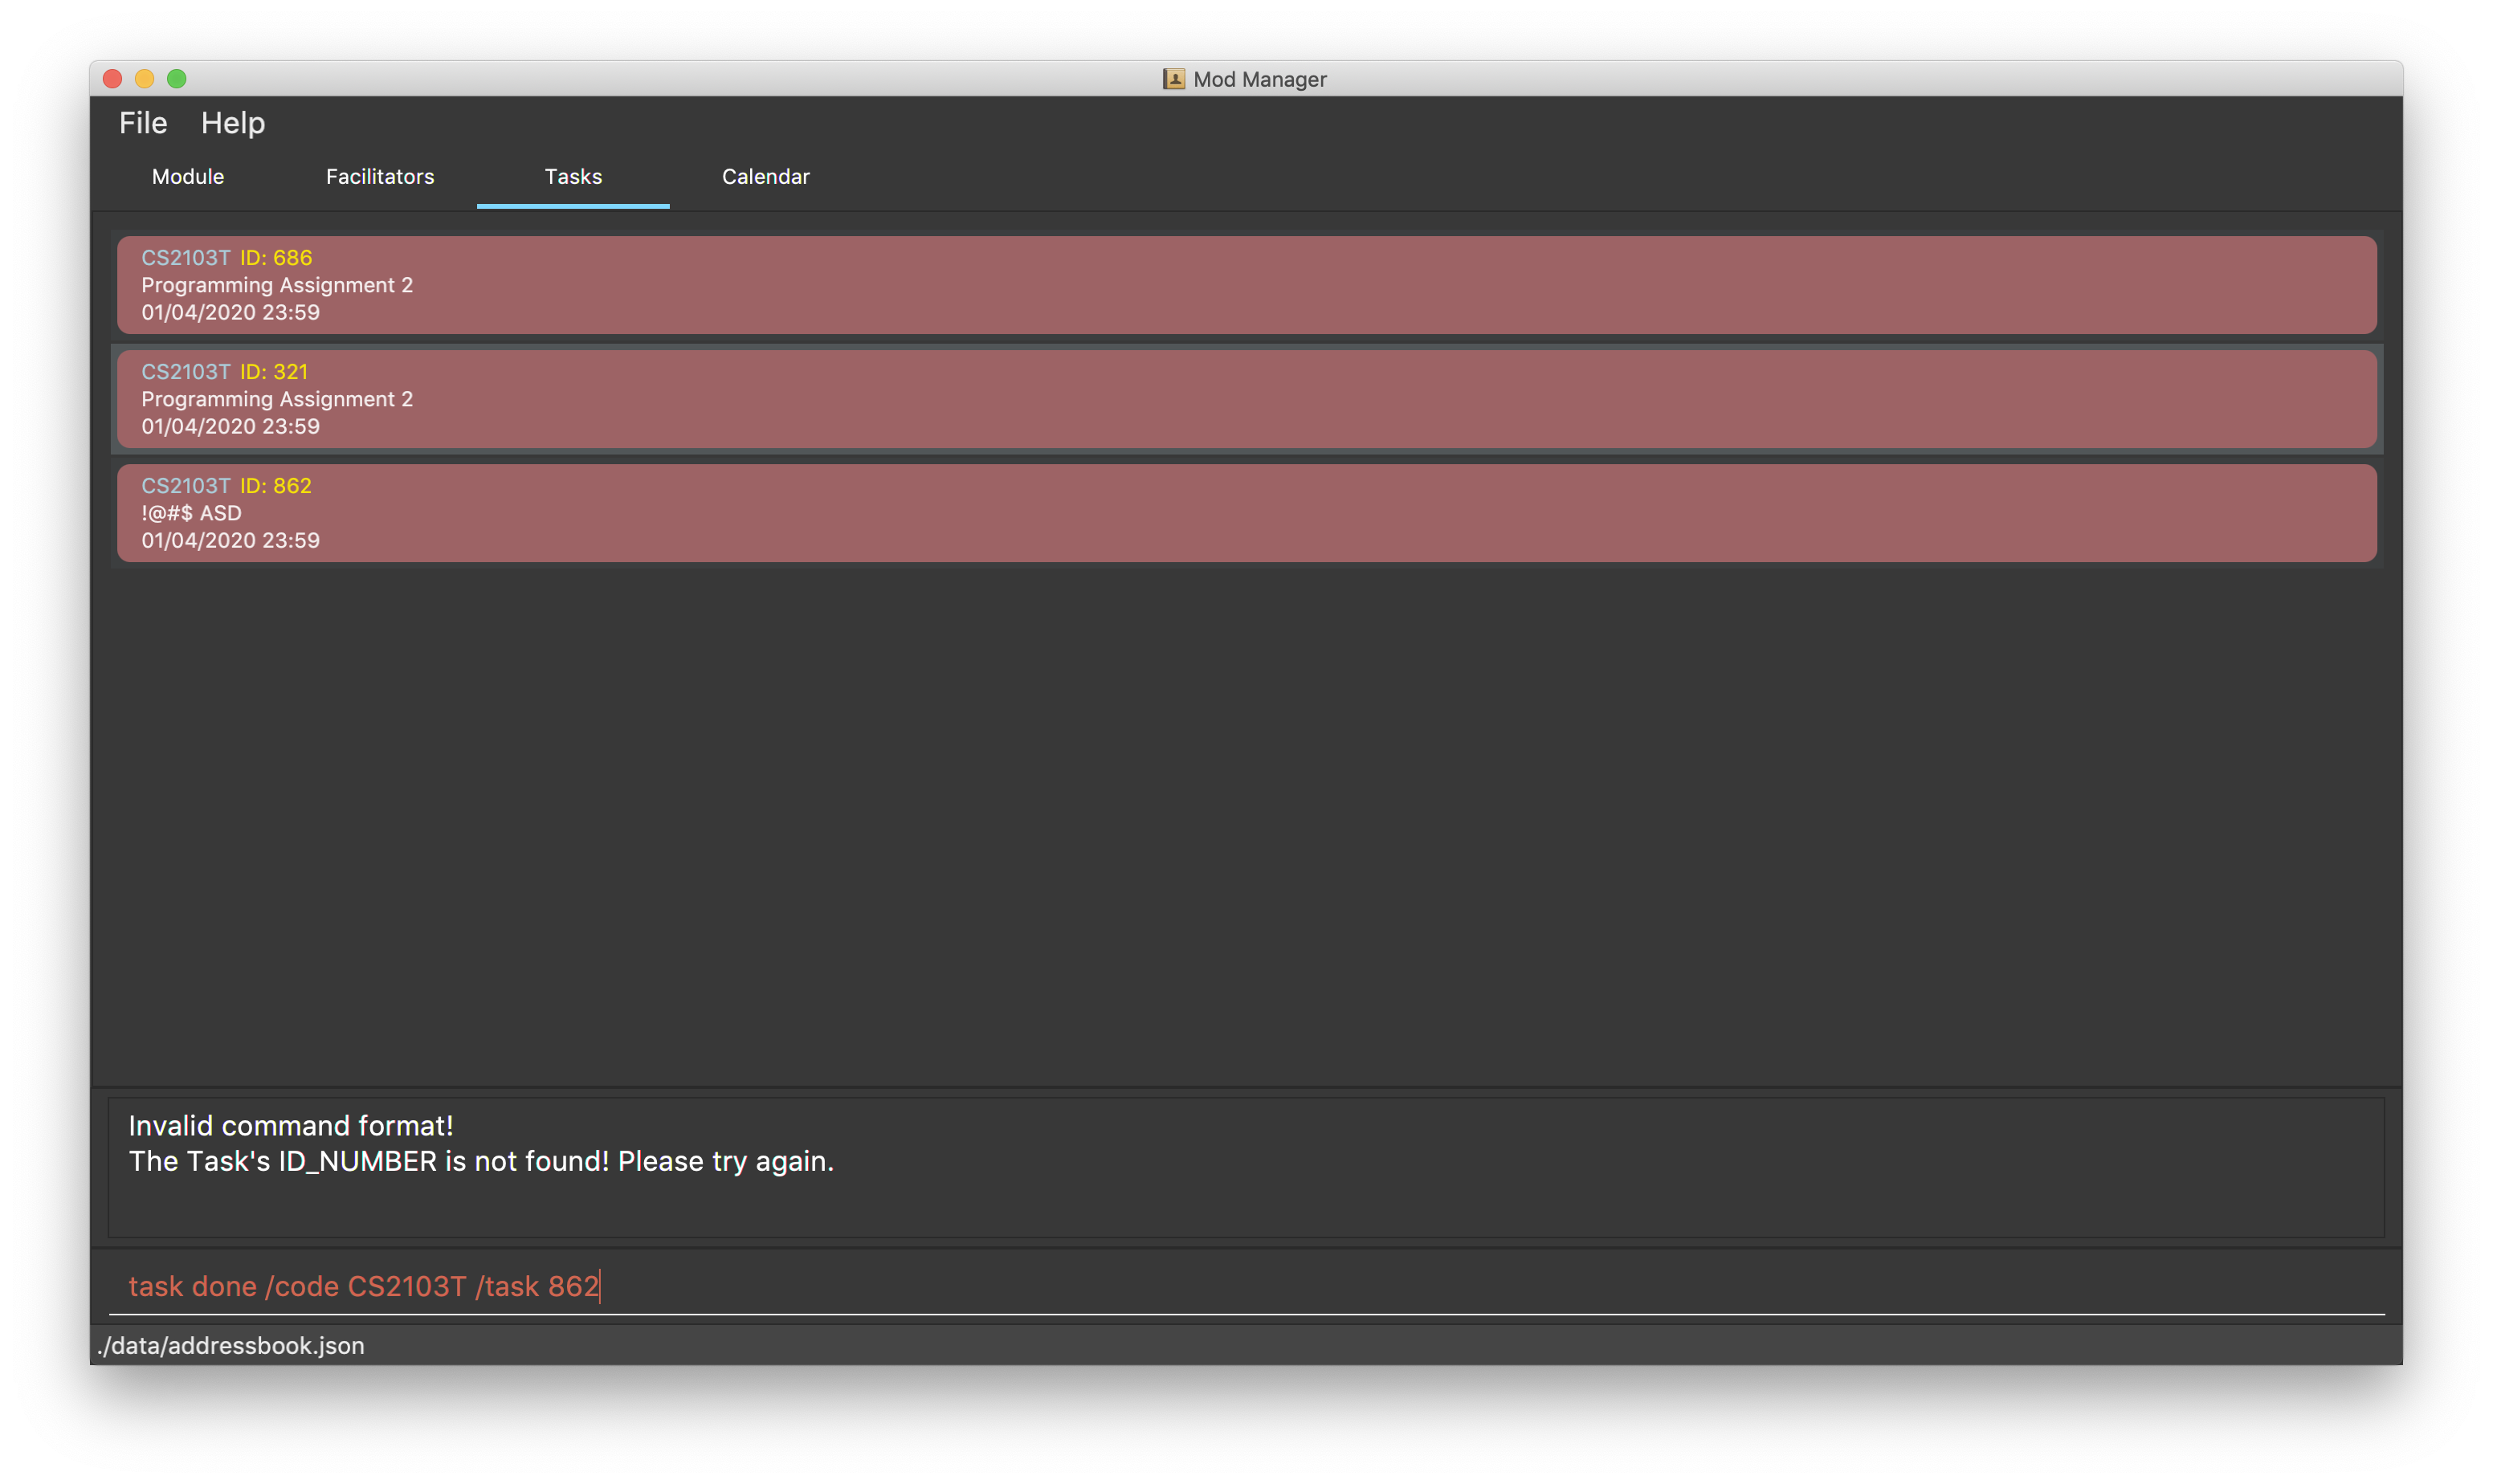 Mod Manager
File Help
Module Facilitators Tasks Calendar
CS2103T ID: 686
Programming Assignment 2
01/04/2020 23:59
CS2103T ID: 321
Programming Assignment 2
01/04/2020 23:59
CS2103T ID: 862
!@#$ ASD
01/04/2020 23:59
Invalid command format!
The Task's ID_NUMBER is not found! Please try again.
task done /code CS2103T /task 862
./data/addressbook.json